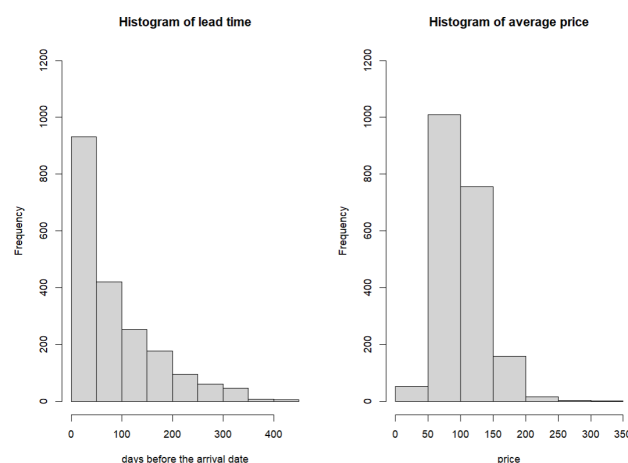 Histogram of lead time
Frequency
0 200 400 600 800 1000 1200
0 100 200 300 400
days before the arrival date
Histogram of average price
Frequency
0 200 400 600 800 1000 1200
0 50 100 150 200 250 300 350
price